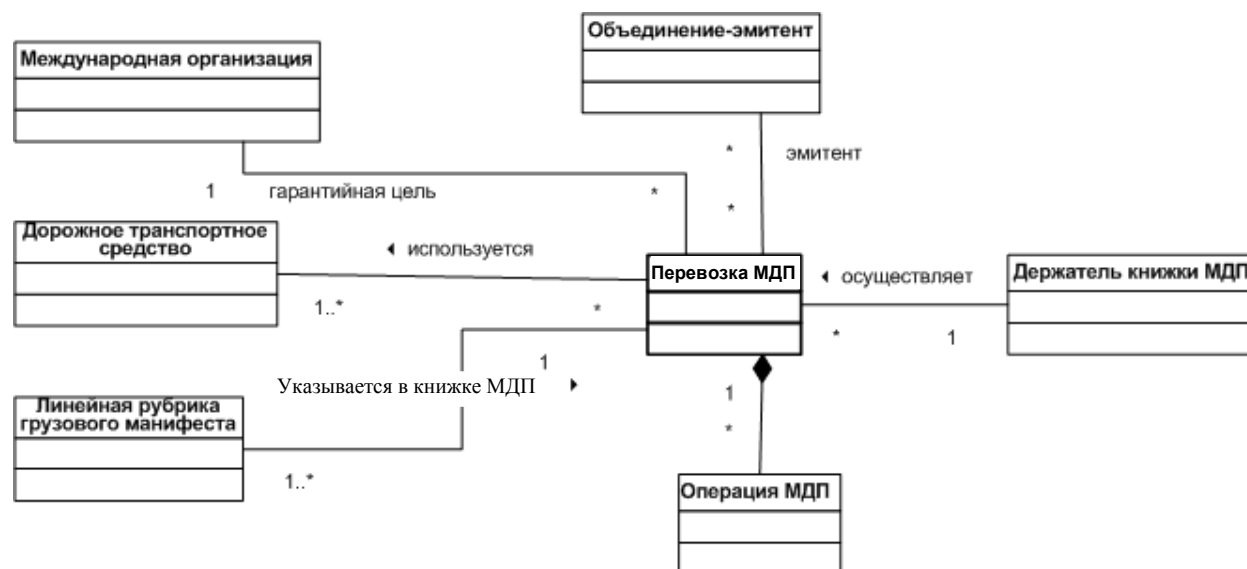 Объединение-эмитент
Международная организация
* эмитент
1 гарантийная цель *
*
Дорожное транспортное
средство
◄ используется
Перевозка МДП
◄ осуществляет
Держатель книжки МДП
1..* *
* 1
1
Указывается в книжке МДП ►
Линейная рубрика
грузового манифеста
1
*
1..*
Операция МДП